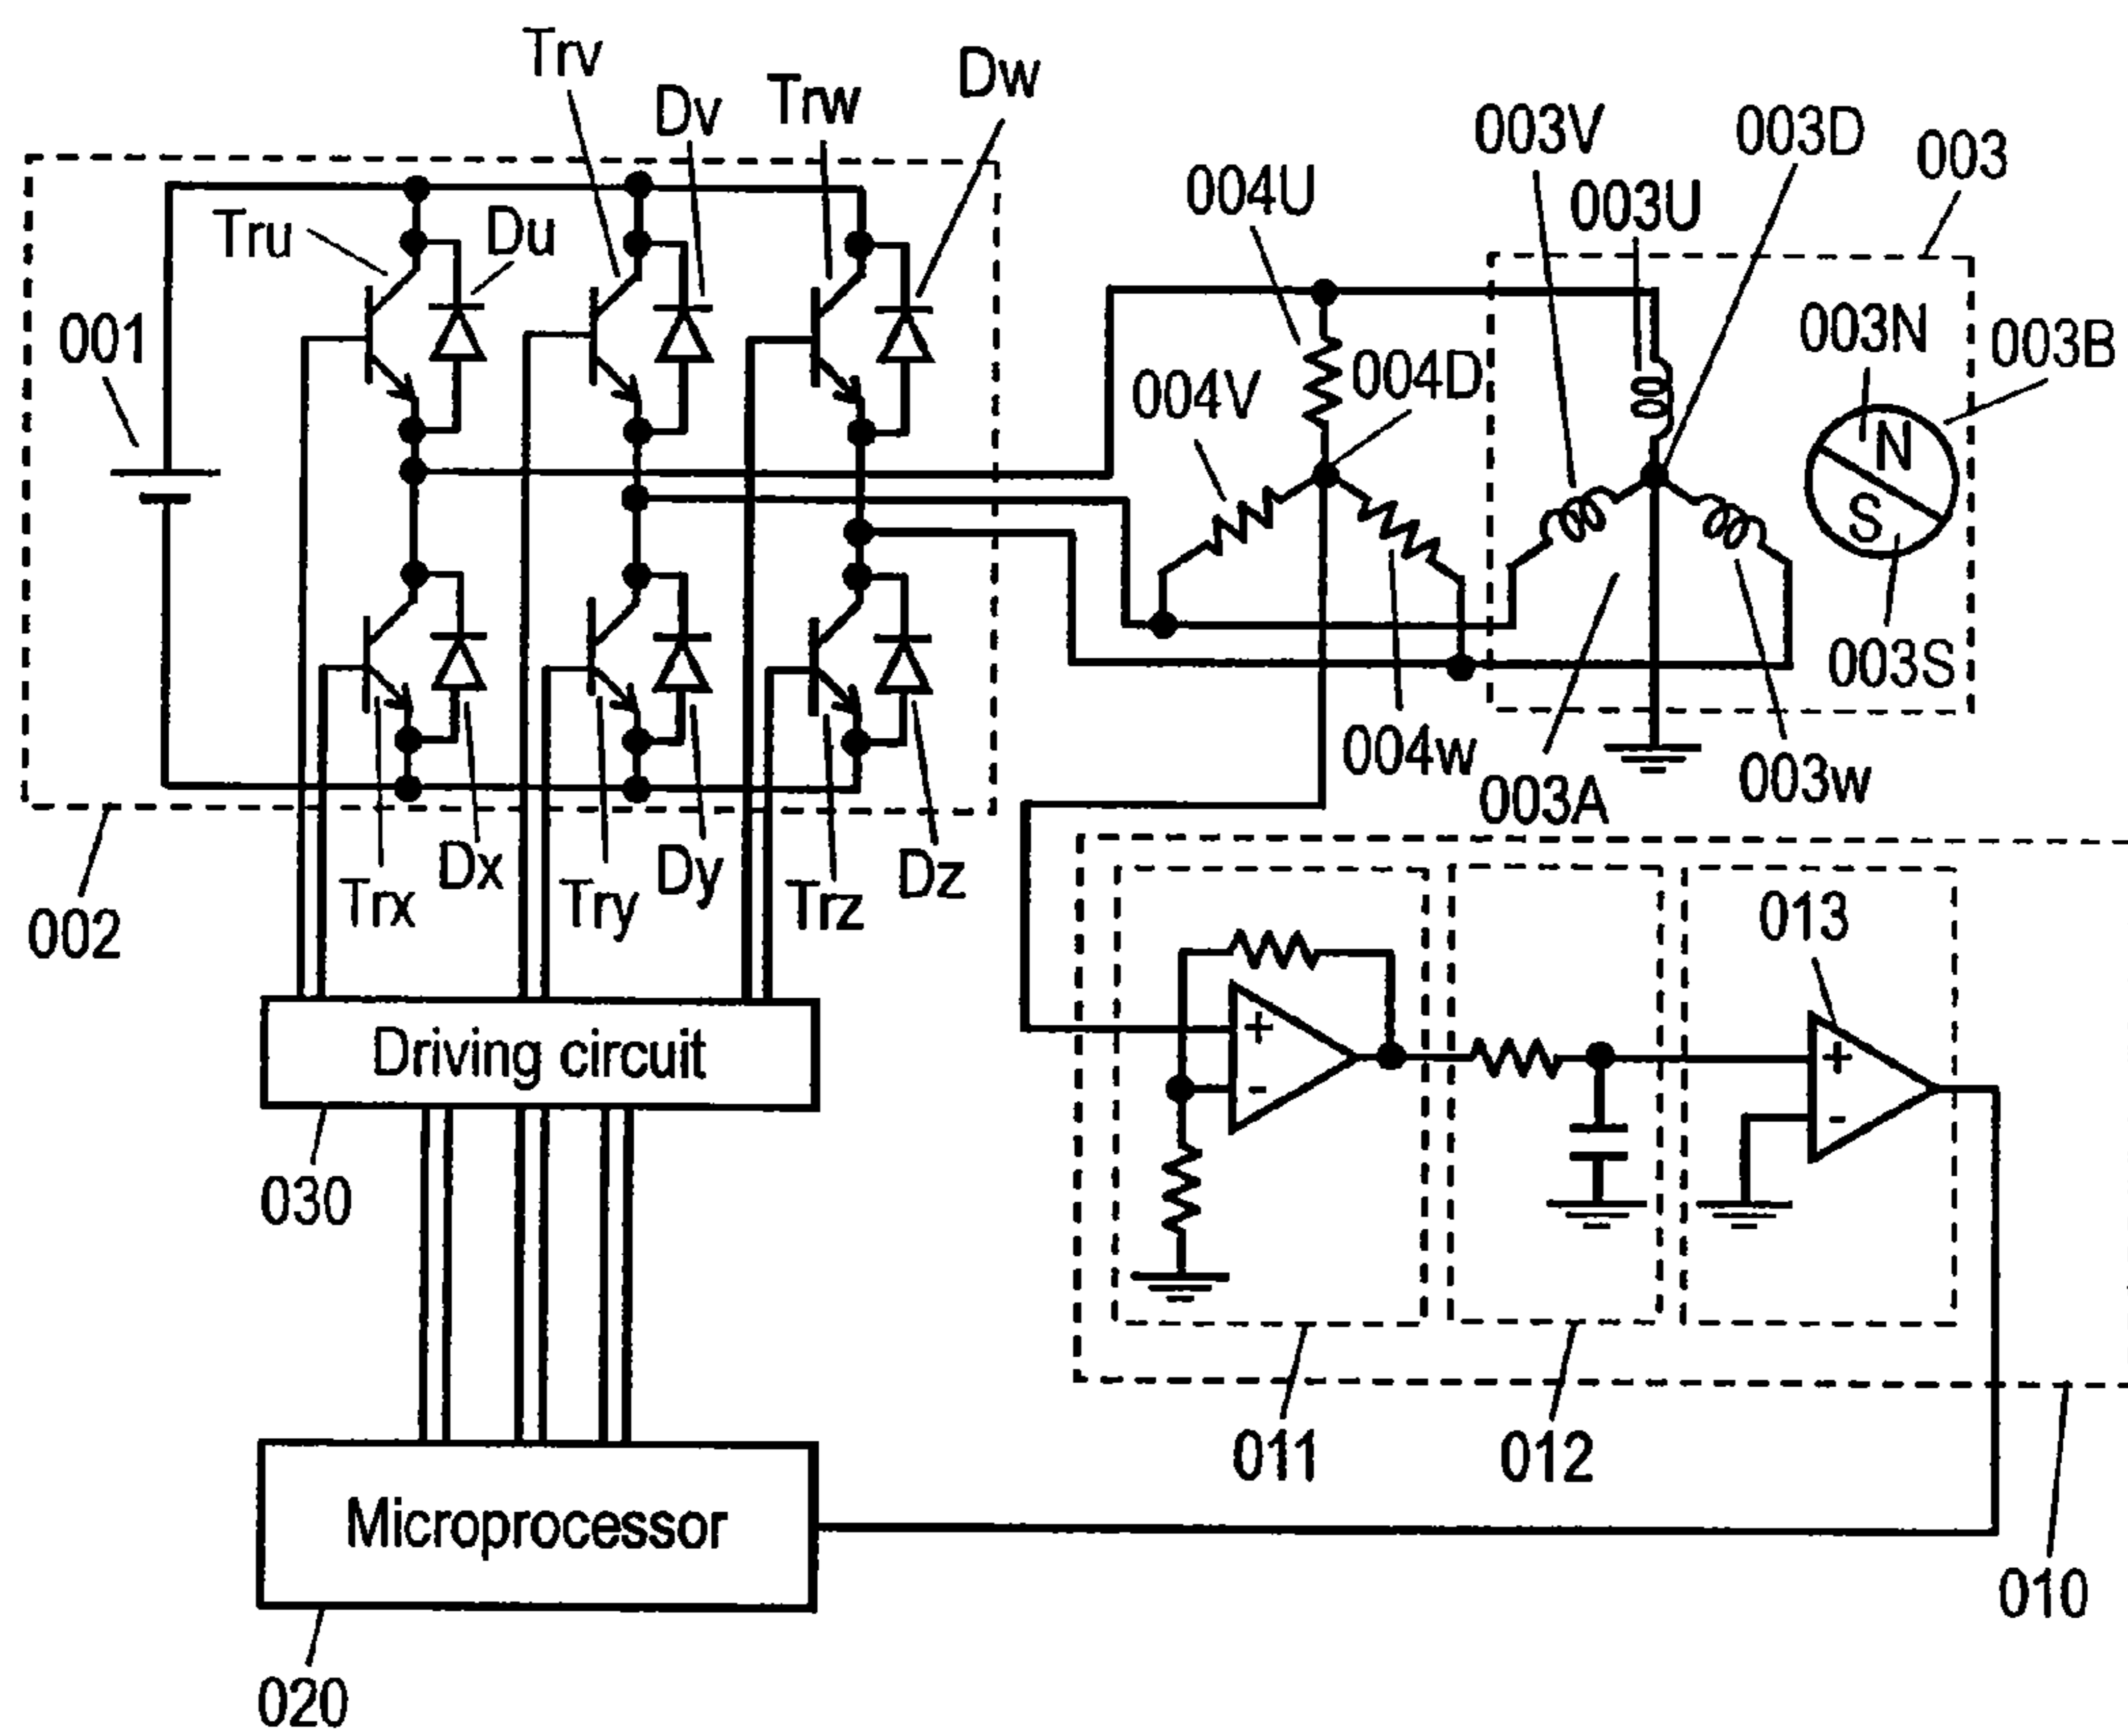 Trv
Dv
Trw
Dw
003V
003D
003
004U
003U
Tru
Du
001
003N
003B
004V
004D
N
S
003S
004w
003A
003w
Trx
Dx
Try
Dy
Trz
Dz
002
013
+
-
+
-
Driving circuit
030
011
012
Microprocessor
010
020